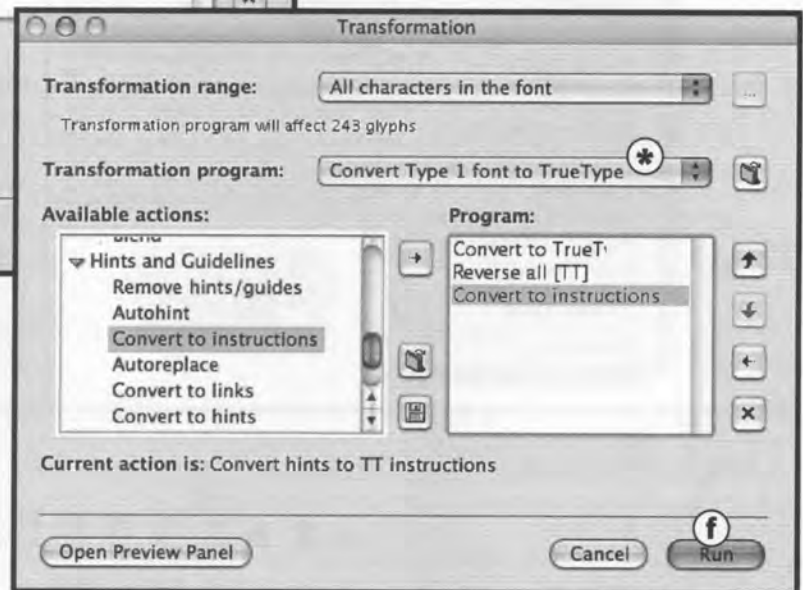 Transformation
Transformation range: All characters in the font ...
Transformation program will affect 243 glyphs
Transformation program: Convert Type 1 font to TrueType *
Available actions:
Hints and Guidelines
Remove hints/guides
Autohint
Convert to instructions
Autoreplace
Convert to links
Convert to hints
Program:
Convert to TrueT
Reverse all [TT]
Convert to instructions
Current action is: Convert hints to TT instructions
f
Open Preview Panel Cancel Run